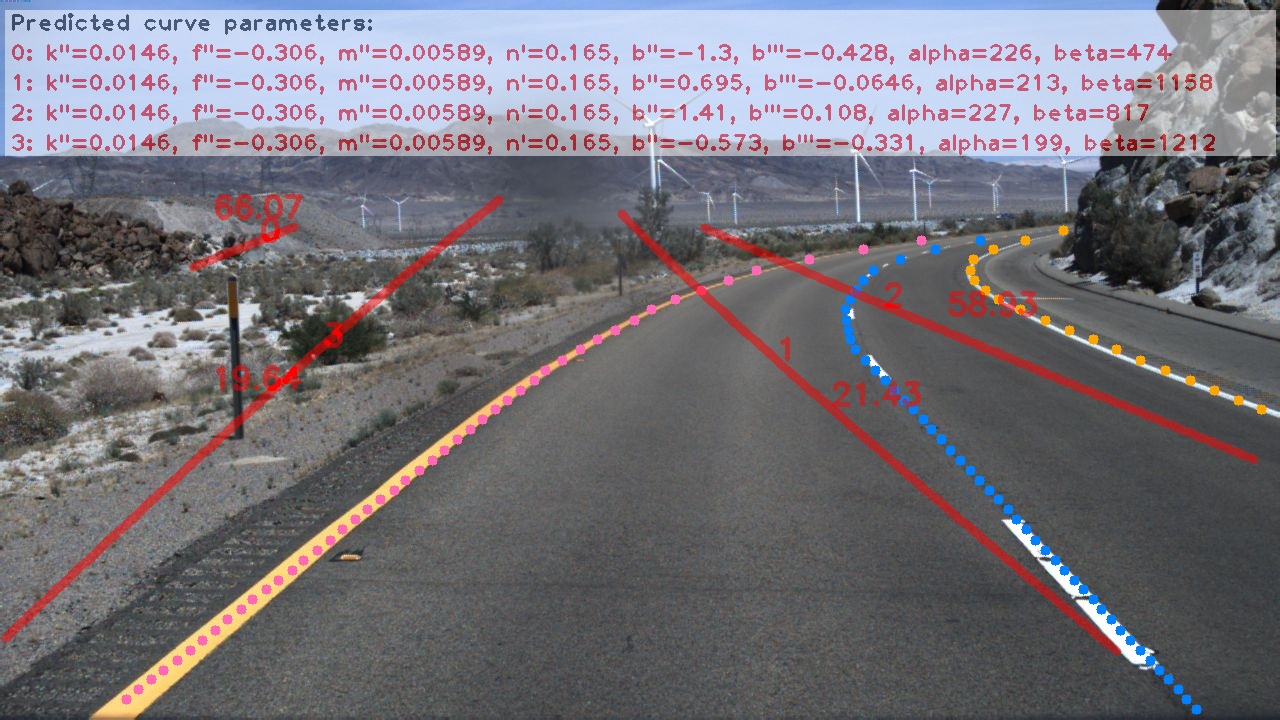 Predicted curve parameters:
0: k''=0.0146, f''=-0.306, m''=0.00589, n'=0.165, b''=-1.3, b'''=-0.428, alpha=226, beta=474
1: k''=0.0146, f''=-0.306, m''=0.00589, n'=0.165, b''=0.695, b'''=-0.0646, alpha=213, beta=1158
2: k''=0.0146, f''=-0.306, m''=0.00589, n'=0.165, b''=1.41, b'''=0.108, alpha=227, beta=817
3: k''=0.0146, f''=-0.306, m''=0.00589, n'=0.165, b''=-0.573, b'''=-0.331, alpha=199, beta=1212
66.07
0
2
58.93
3
1
19.64
21.43